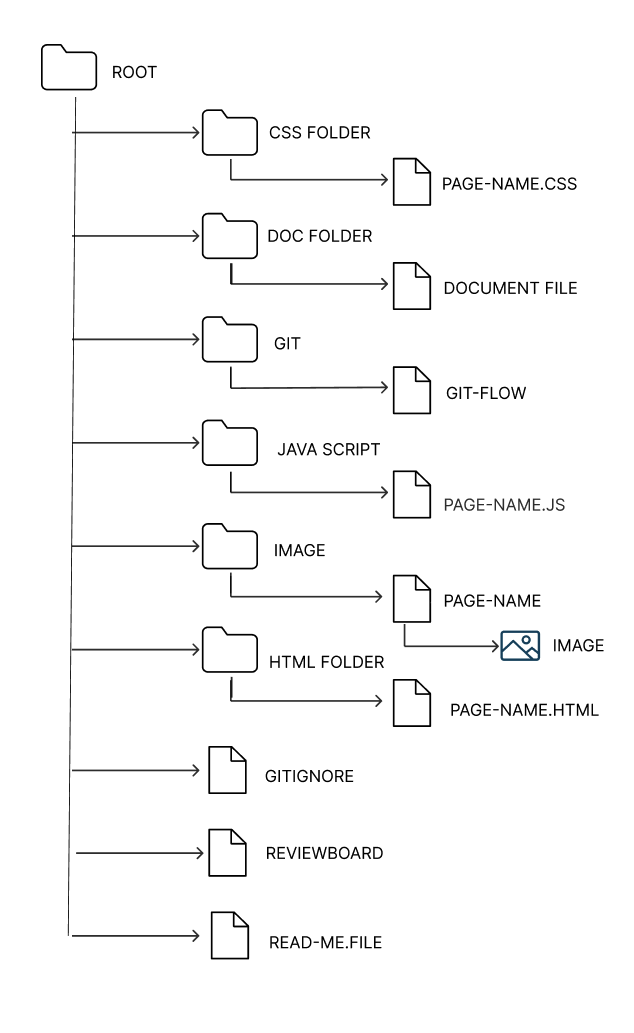 ROOT
CSS FOLDER
PAGE-NAME.CSS
DOC FOLDER
DOCUMENT FILE
GIT
GIT-FLOW
JAVA SCRIPT
PAGE-NAME.JS
IMAGE
PAGE-NAME
IMAGE
HTML FOLDER
PAGE-NAME.HTML
GITIGNORE
REVIEWBOARD
READ-ME.FILE